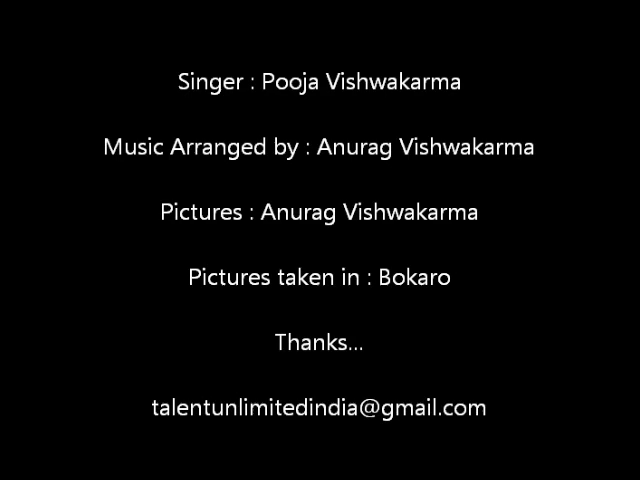 Singer : Pooja Vishwakarma
Music Arranged by : Anurag Vishwakarma
Pictures : Anurag Vishwakarma
Pictures taken in : Bokaro
Thanks...
talentunlimitedindia@gmail.com